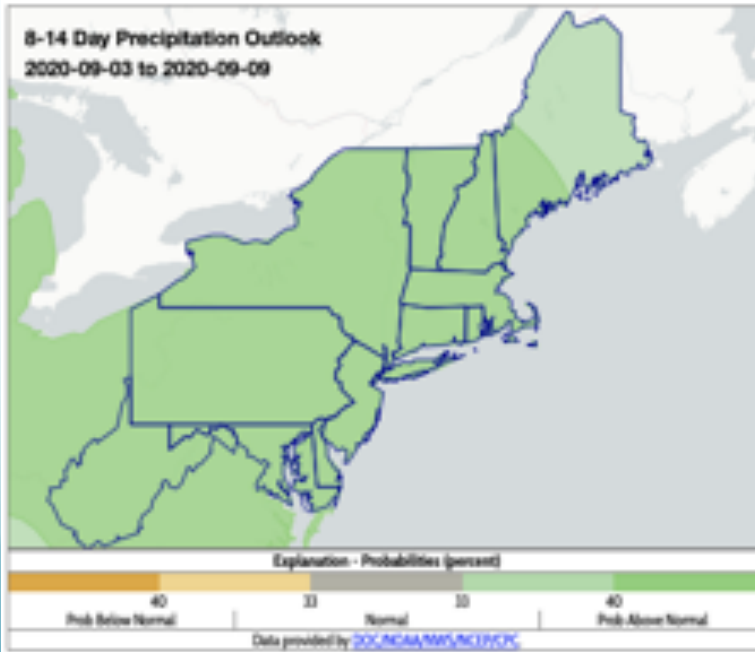 8-14 Day Precipitation Outlook
2020-09-03 to 2020-09-09
Explanation - Probabilities (percent)
40 33 33 40
Prob Below Normal | Normal | Prob Above Normal
Data provided by DOC/NOAA/NWS/NCEP/CPC